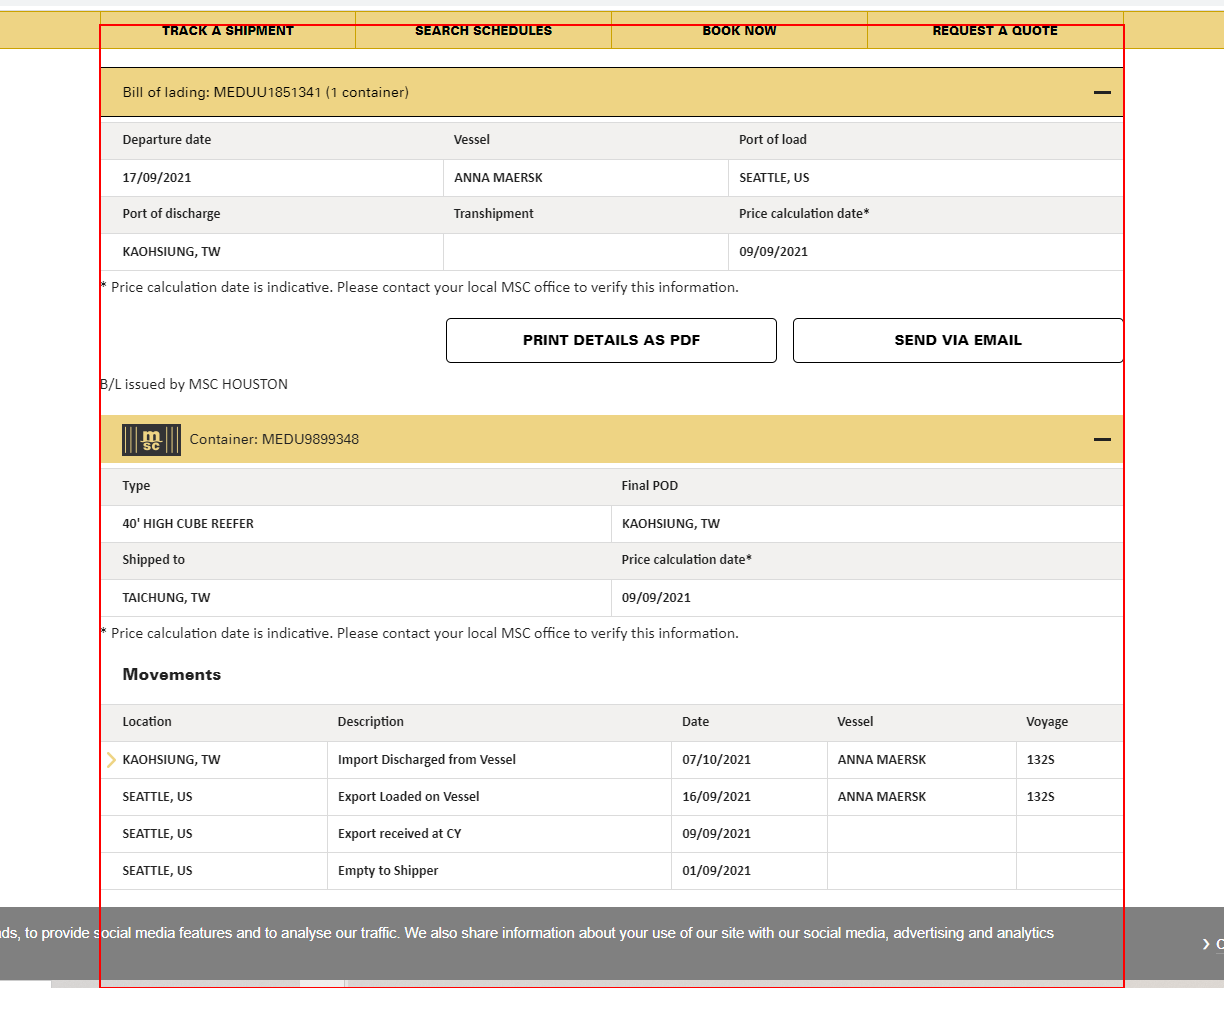 TRACK A SHIPMENT SEARCH SCHEDULES BOOK NOW REQUEST A QUOTE
Bill of lading: MEDUU1851341 (1 container)
Departure date Vessel Port of load
17/09/2021 ANNA MAERSK SEATTLE, US
Port of discharge Transhipment Price calculation date*
KAOHSIUNG, TW 09/09/2021
* Price calculation date is indicative. Please contact your local MSC office to verify this information.
PRINT DETAILS AS PDF SEND VIA EMAIL
B/L issued by MSC HOUSTON
msc Container: MEDU9899348
Type Final POD
40' HIGH CUBE REEFER KAOHSIUNG, TW
Shipped to Price calculation date*
TAICHUNG, TW 09/09/2021
* Price calculation date is indicative. Please contact your local MSC office to verify this information.
Movements
Location Description Date Vessel Voyage
KAOHSIUNG, TW Import Discharged from Vessel 07/10/2021 ANNA MAERSK 132S
SEATTLE, US Export Loaded on Vessel 16/09/2021 ANNA MAERSK 132S
SEATTLE, US Export received at CY 09/09/2021
SEATTLE, US Empty to Shipper 01/09/2021
to provide social media features and to analyse our traffic. We also share information about your use of our site with our social media, advertising and analytics